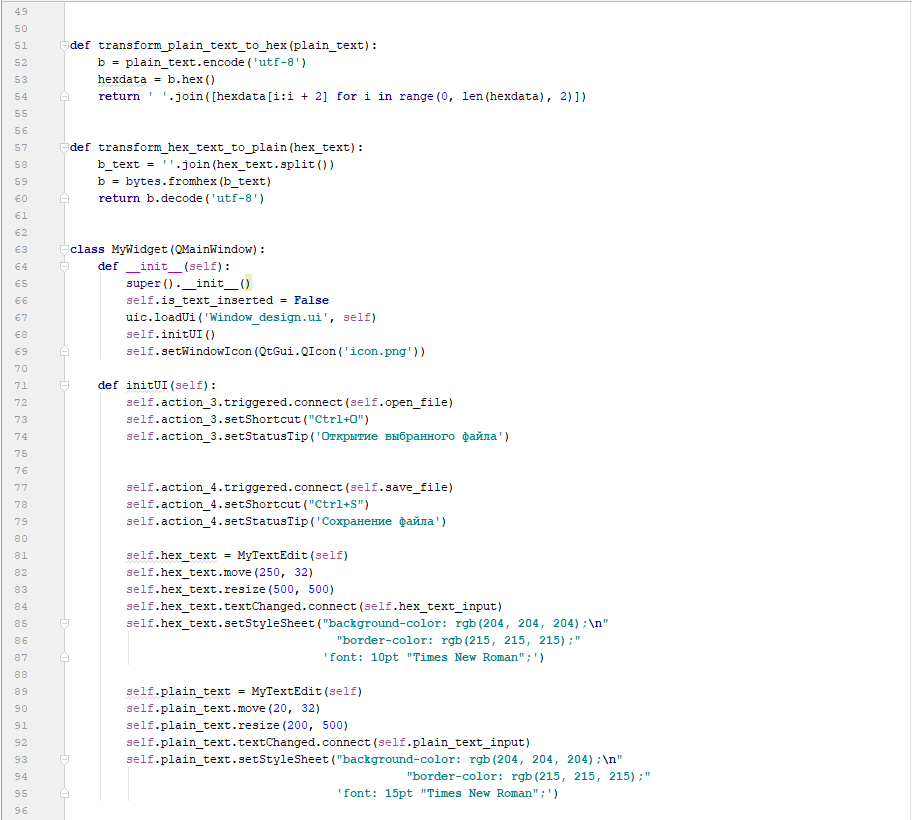 49
50
51 def transform_plain_text_to_hex(plain_text):
52     b = plain_text.encode('utf-8')
53     hexdata = b.hex()
54     return ' '.join([hexdata[i:i + 2] for i in range(0, len(hexdata), 2)])
55
56
57 def transform_hex_text_to_plain(hex_text):
58     b_text = ''.join(hex_text.split())
59     b = bytes.fromhex(b_text)
60     return b.decode('utf-8')
61
62
63 class MyWidget(QMainWindow):
64     def __init__(self):
65         super().__init__()
66         self.is_text_inserted = False
67         uic.loadUi('Window_design.ui', self)
68         self.initUI()
69         self.setWindowIcon(QtGui.QIcon('icon.png'))
70
71     def initUI(self):
72         self.action_3.triggered.connect(self.open_file)
73         self.action_3.setShortcut("Ctrl+O")
74         self.action_3.setStatusTip('Открытие выбранного файла')
75
76
77         self.action_4.triggered.connect(self.save_file)
78         self.action_4.setShortcut("Ctrl+S")
79         self.action_4.setStatusTip('Сохранение файла')
80
81         self.hex_text = MyTextEdit(self)
82         self.hex_text.move(250, 32)
83         self.hex_text.resize(500, 500)
84         self.hex_text.textChanged.connect(self.hex_text_input)
85         self.hex_text.setStyleSheet("background-color: rgb(204, 204, 204);\n"
86                                       "border-color: rgb(215, 215, 215);"
87                                     'font: 10pt "Times New Roman";')
88
89         self.plain_text = MyTextEdit(self)
90         self.plain_text.move(20, 32)
91         self.plain_text.resize(200, 500)
92         self.plain_text.textChanged.connect(self.plain_text_input)
93         self.plain_text.setStyleSheet("background-color: rgb(204, 204, 204);\n"
94                                                 "border-color: rgb(215, 215, 215);"
95                                       'font: 15pt "Times New Roman";')
96